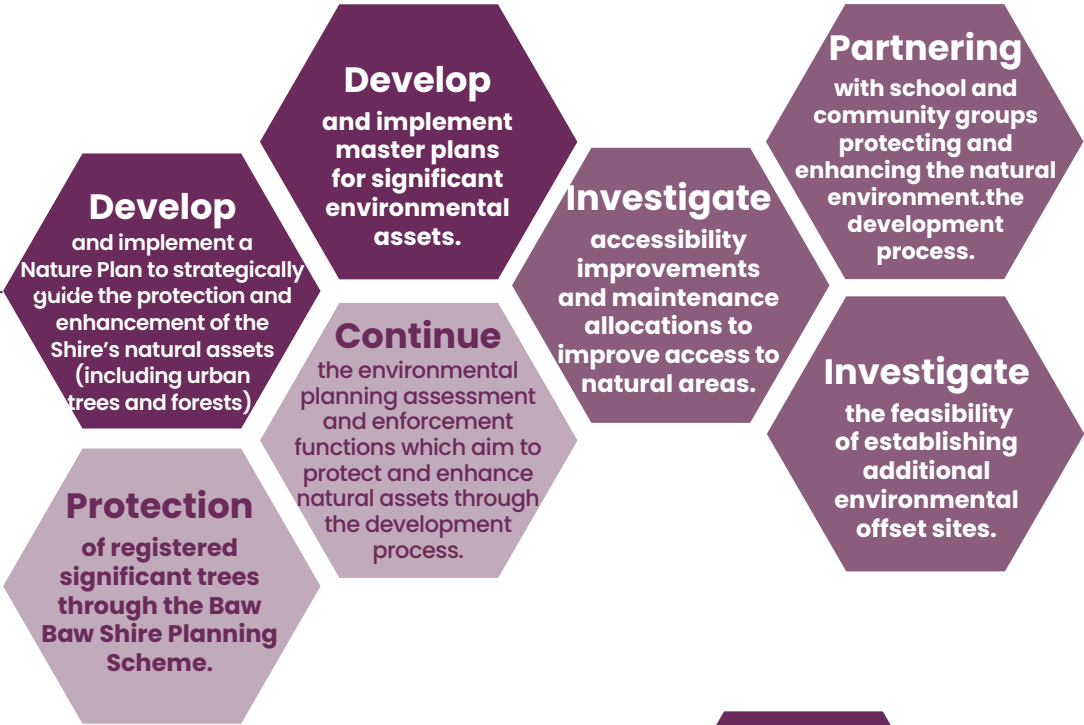 Develop
and implement a
Nature Plan to strategically
guide the protection and
enhancement of the
Shire’s natural assets
(including urban
trees and forests)
Develop
and implement
master plans
for significant
environmental
assets.
Investigate
accessibility
improvements
and maintenance
allocations to
improve access to
natural areas.
Partnering
with school and
community groups
protecting and
enhancing the natural
environment.the
development
process.
Continue
the environmental
planning assessment
and enforcement
functions which aim to
protect and enhance
natural assets through
the development
process.
Investigate
the feasibility
of establishing
additional
environmental
offset sites.
Protection
of registered
significant trees
through the Baw
Baw Shire Planning
Scheme.